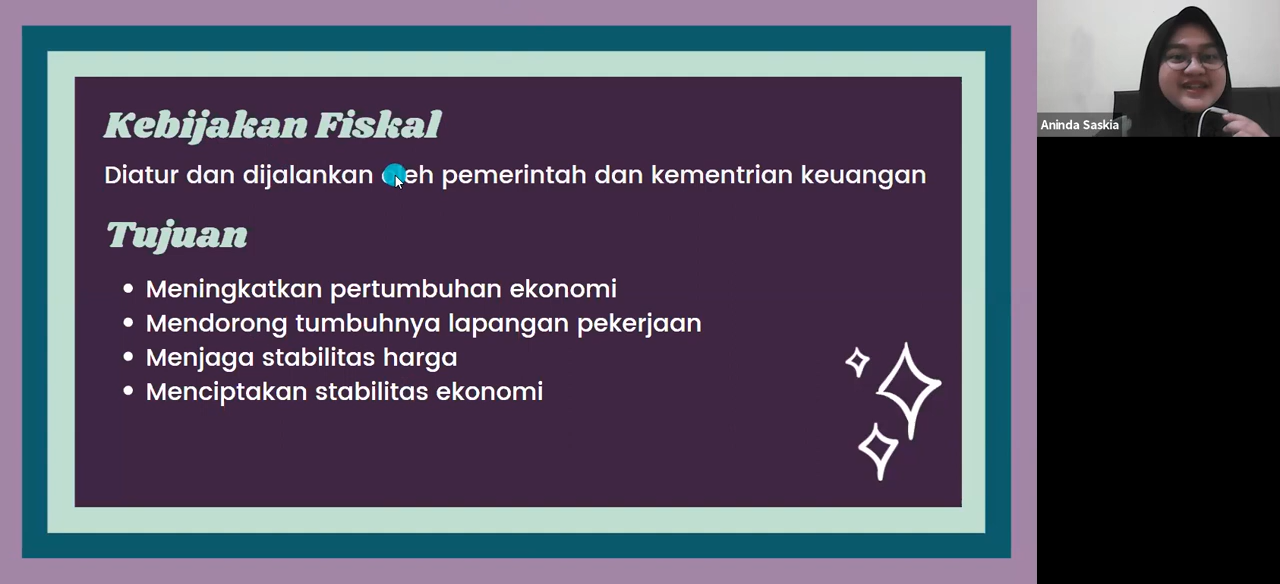 Kebijakan Fiskal
Diatur dan dijalankan oleh pemerintah dan kementrian keuangan
Tujuan
Meningkatkan pertumbuhan ekonomi
Mendorong tumbuhnya lapangan pekerjaan
Menjaga stabilitas harga
Menciptakan stabilitas ekonomi
Aninda Saskia